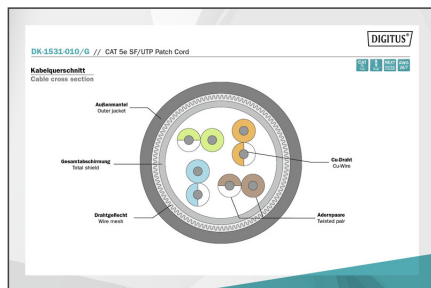 DIGITUS®
DK-1531-010/G // CAT 5e SF/UTP Patch Cord
Kabelquerschnitt
Cable cross section
Außenmantel
Outer jacket
Gesamtabschirmung
Total shield
Drahtgeflecht
Wire mesh
Cu-Draht
Cu-Wire
Adernpaare
Twisted pair